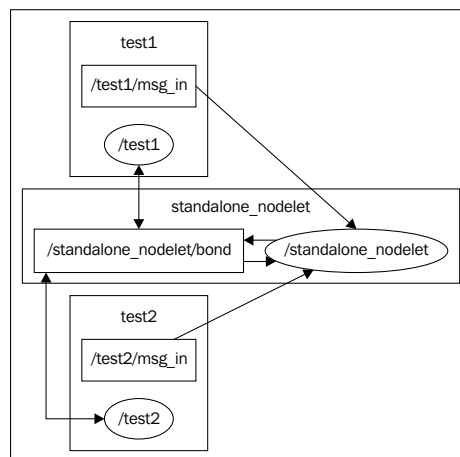 test1
/test1/msg_in
/test1
standalone_nodelet
/standalone_nodelet/bond
/standalone_nodelet
test2
/test2/msg_in
/test2